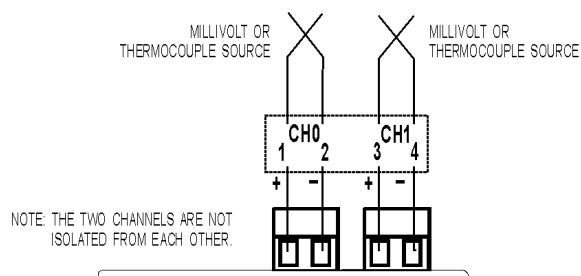 MILLIVOLT OR
THERMOCOUPLE SOURCE
MILLIVOLT OR
THERMOCOUPLE SOURCE
CH0
1 2
CH1
3 4
+ − + −
NOTE: THE TWO CHANNELS ARE NOT
ISOLATED FROM EACH OTHER.